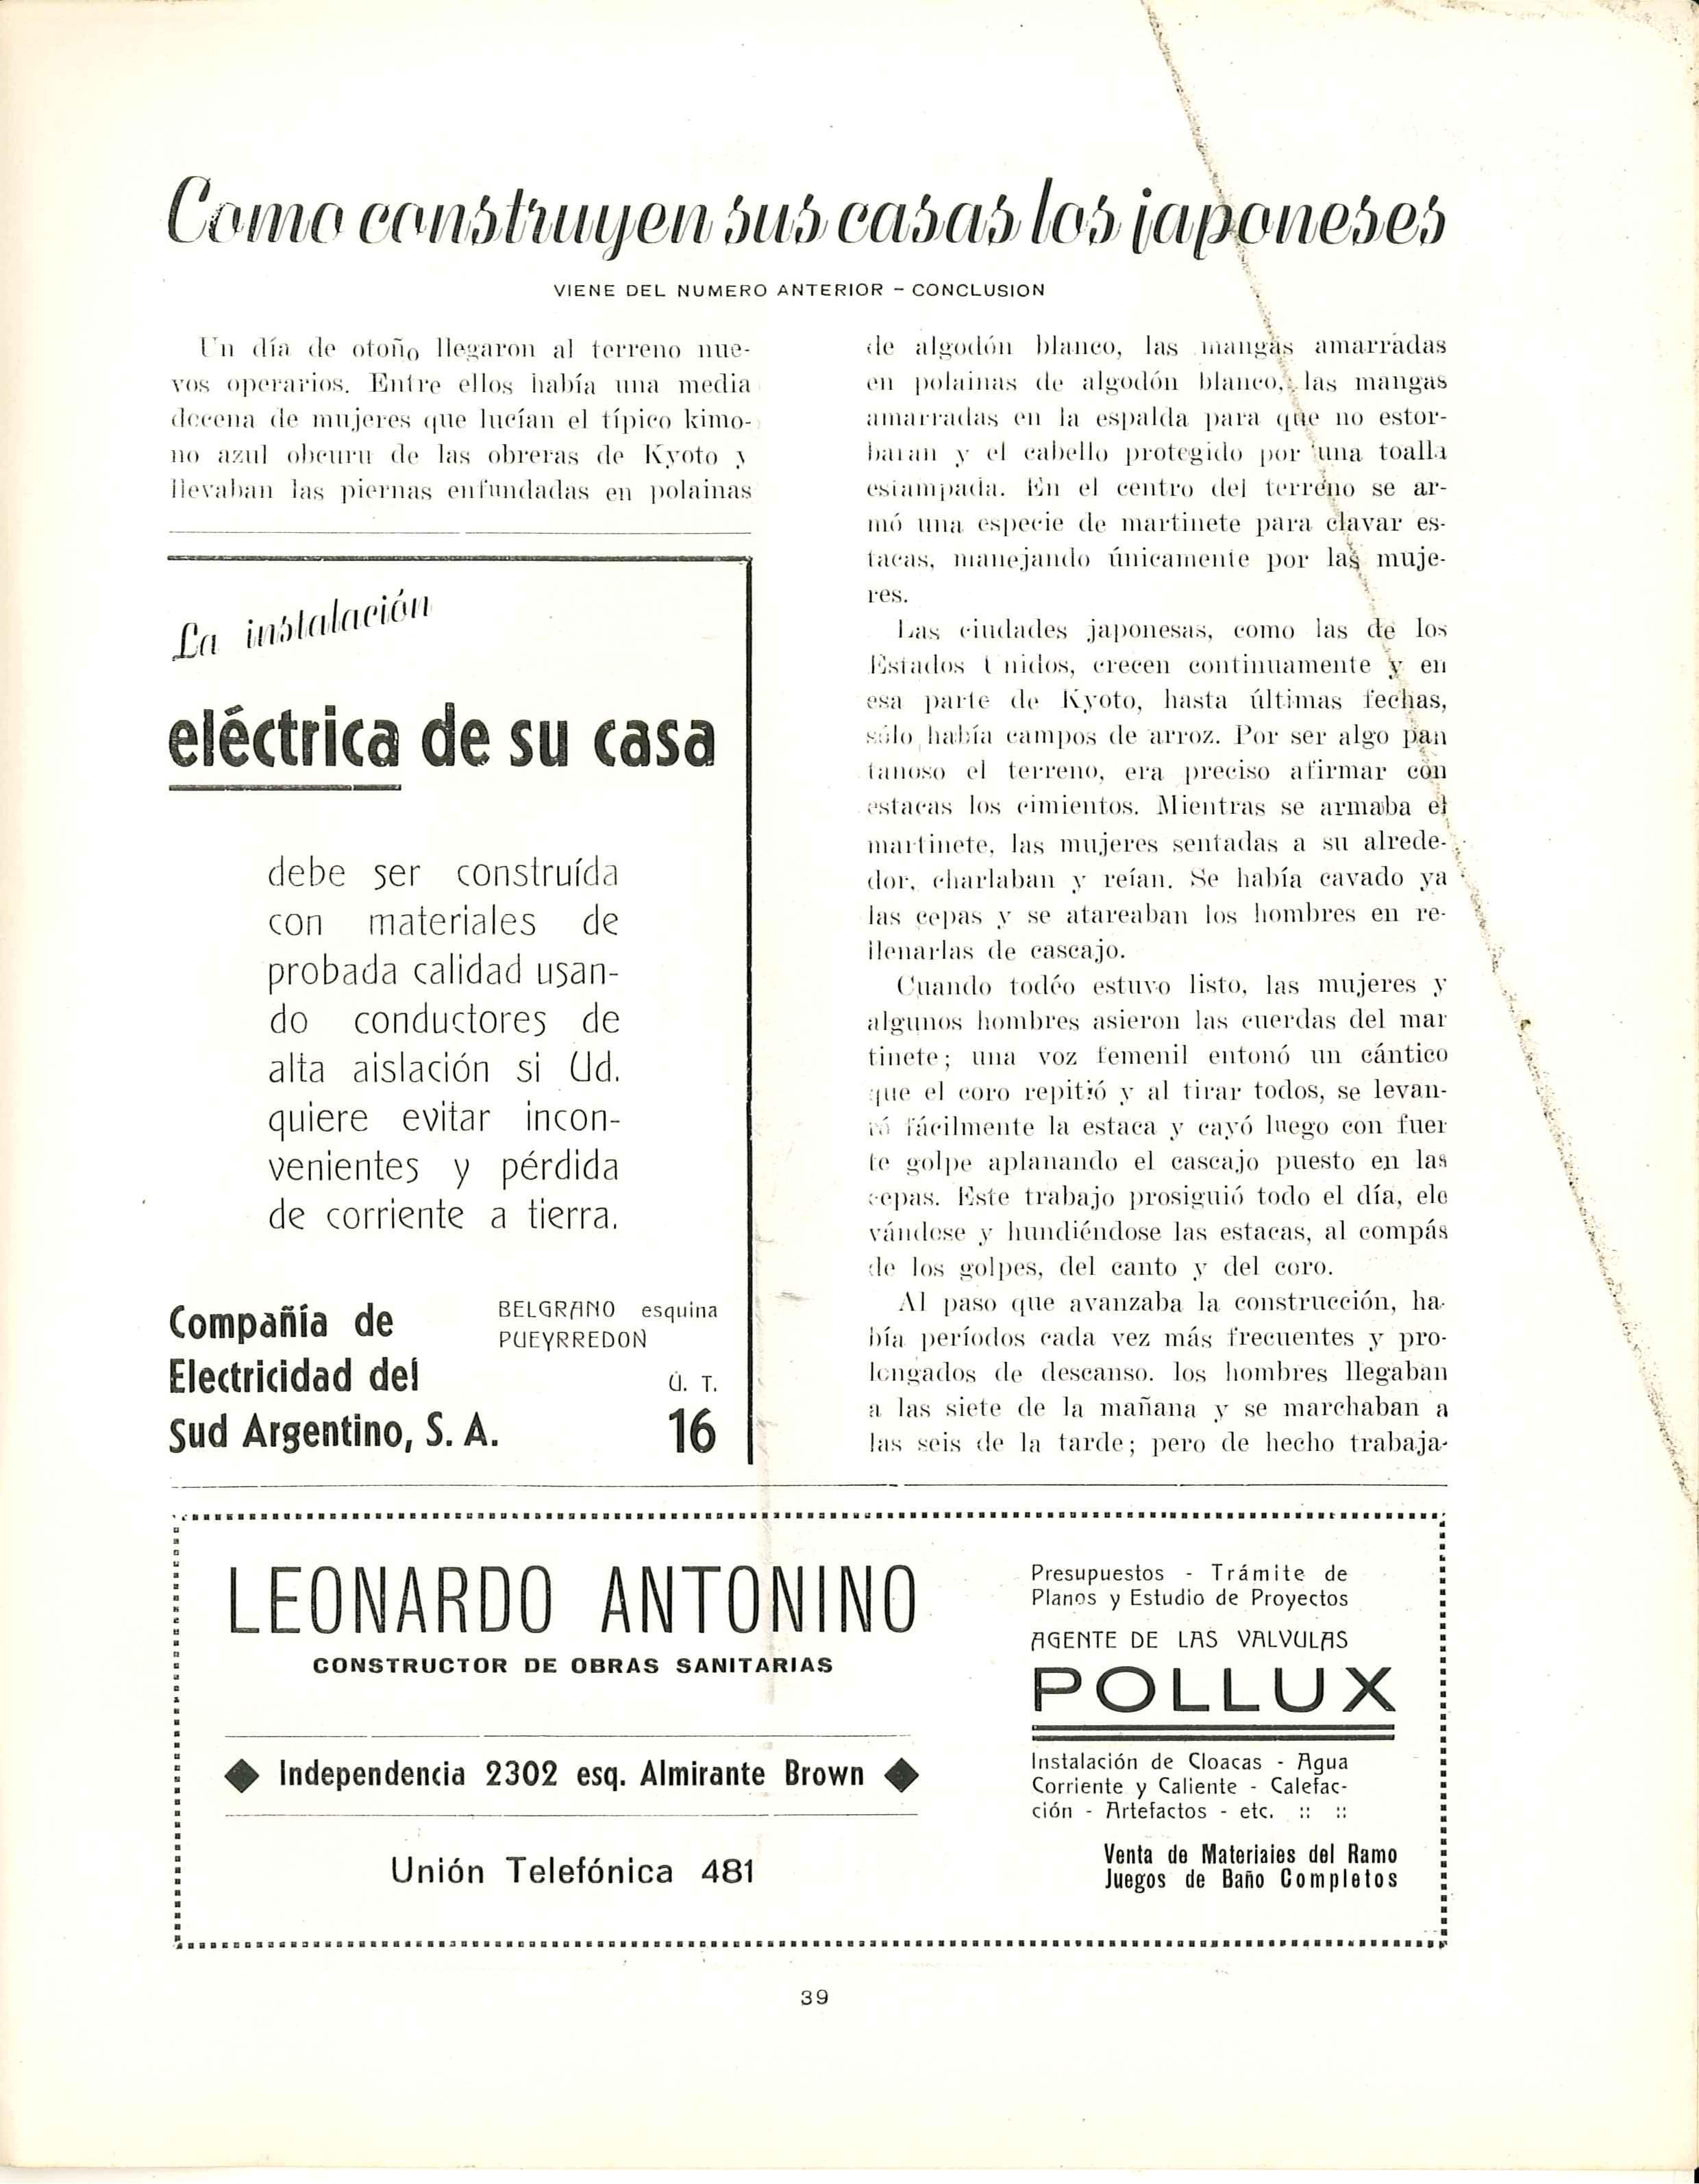 Como construyen sus casas los japoneses
VIENE DEL NUMERO ANTERIOR - CONCLUSION
Un día de otoño llegaron al terreno nue-
vos operarios. Entre ellos había una media
decena de mujeres que lucían el típico kimo-
no azul obcuru de las obreras de Kyoto y
llevaban las piernas enfundadas en polainas
de algodón blanco, las mangas amarradas
en polainas de algodón blanco, las mangas
amarradas en la espalda para que no estor-
baran y el cabello protegido por una toalla
estampada. En el centro del terreno se ar-
mó una especie de martinete para clavar es-
tacas, manejando únicamente por las muje-
res.
Las ciudades japonesas, como las de los
Estados Unidos, crecen continuamente y en
esa parte de Kyoto, hasta últimas fechas,
sólo había campos de arroz. Por ser algo pan
tanoso el terreno, era preciso afirmar con
estacas los cimientos. Mientras se armaba el
martinete, las mujeres sentadas a su alrede-
dor, charlaban y reían. Se había cavado ya
las cepas y se atareaban los hombres en re-
llenarlas de cascajo.
Cuando todéo estuvo listo, las mujeres y
algunos hombres asieron las cuerdas del mar
tinete; una voz femenil entonó un cántico
que el coro repitió y al tirar todos, se levan-
tó fácilmente la estaca y cayó luego con fuer
te golpe aplanando el cascajo puesto en las
cepas. Este trabajo prosiguió todo el día, ele
vándose y hundiéndose las estacas, al compás
de los golpes, del canto y del coro.
Al paso que avanzaba la construcción, ha-
bía períodos cada vez más frecuentes y pro-
longados de descanso. los hombres llegaban
a las siete de la mañana y se marchaban a
las seis de la tarde; pero de hecho trabaja-
La instalación
eléctrica de su casa
debe ser construída
con materiales de
probada calidad usan-
do conductores de
alta aislación si Ud.
quiere evitar incon-
venientes y pérdida
de corriente a tierra.
Compañía de
Electricidad del
Sud Argentino, S. A.
BELGRANO esquina
PUEYRREDON
U. T.
16
LEONARDO ANTONINO
CONSTRUCTOR DE OBRAS SANITARIAS
Independencia 2302 esq. Almirante Brown
Unión Telefónica 481
Presupuestos - Trámite de
Planos y Estudio de Proyectos
AGENTE DE LAS VALVULAS
POLLUX
Instalación de Cloacas - Agua
Corriente y Caliente - Calefac-
ción - Artefactos - etc. :: ::
Venta de Materiales del Ramo
Juegos de Baño Completos
39